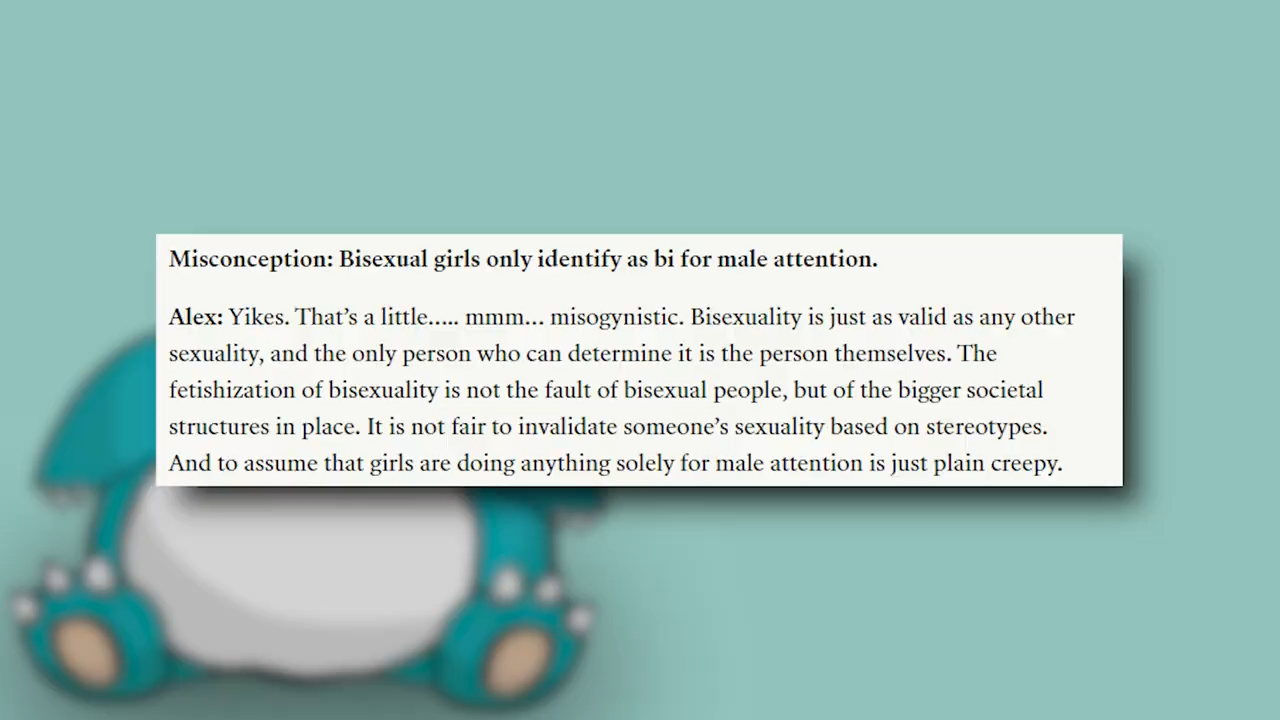 Misconception: Bisexual girls only identify as bi for male attention.
Alex: Yikes. That’s a little….. mmm… misogynistic. Bisexuality is just as valid as any other
sexuality, and the only person who can determine it is the person themselves. The
fetishization of bisexuality is not the fault of bisexual people, but of the bigger societal
structures in place. It is not fair to invalidate someone’s sexuality based on stereotypes.
And to assume that girls are doing anything solely for male attention is just plain creepy.